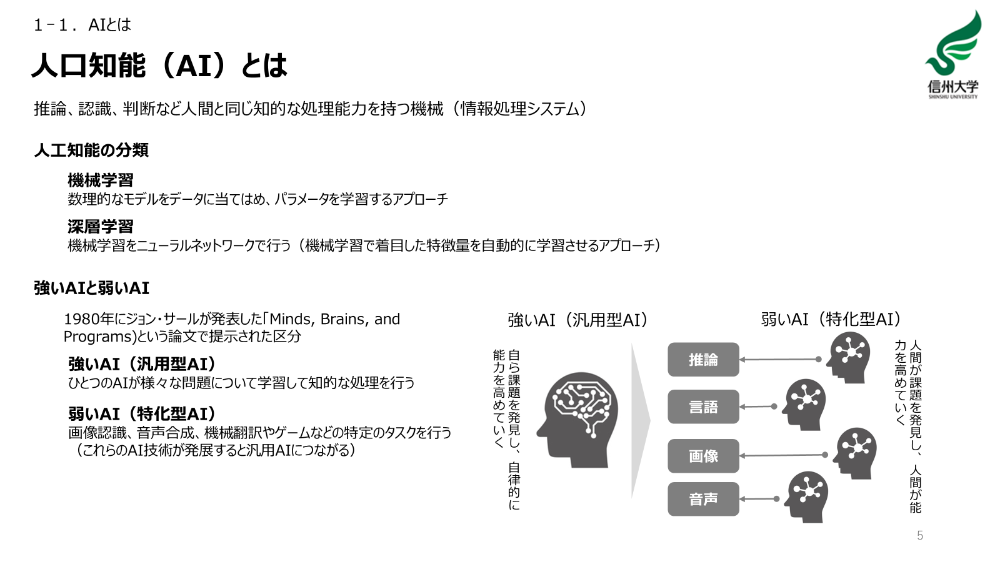 1－1．AIとは
人口知能（AI）とは
推論、認識、判断など人間と同じ知的な処理能力を持つ機械（情報処理システム）
人工知能の分類
機械学習
数理的なモデルをデータに当てはめ、パラメータを学習するアプローチ
深層学習
機械学習をニューラルネットワークで行う（機械学習で着目した特徴量を自動的に学習させるアプローチ）
強いAIと弱いAI
1980年にジョン・サールが発表した「Minds, Brains, and
Programs)という論文で提示された区分
強いAI（汎用型AI）
ひとつのAIが様々な問題について学習して知的な処理を行う
弱いAI（特化型AI）
画像認識、音声合成、機械翻訳やゲームなどの特定のタスクを行う
（これらのAI技術が発展すると汎用AIにつながる）
強いAI（汎用型AI）
自ら課題を発見し、自律的に
能力を高めていく
弱いAI（特化型AI）
推論
言語
画像
音声
人間が課題を発見し、人間が能
力を高めていく
信州大学
SHINSHU UNIVERSITY
5